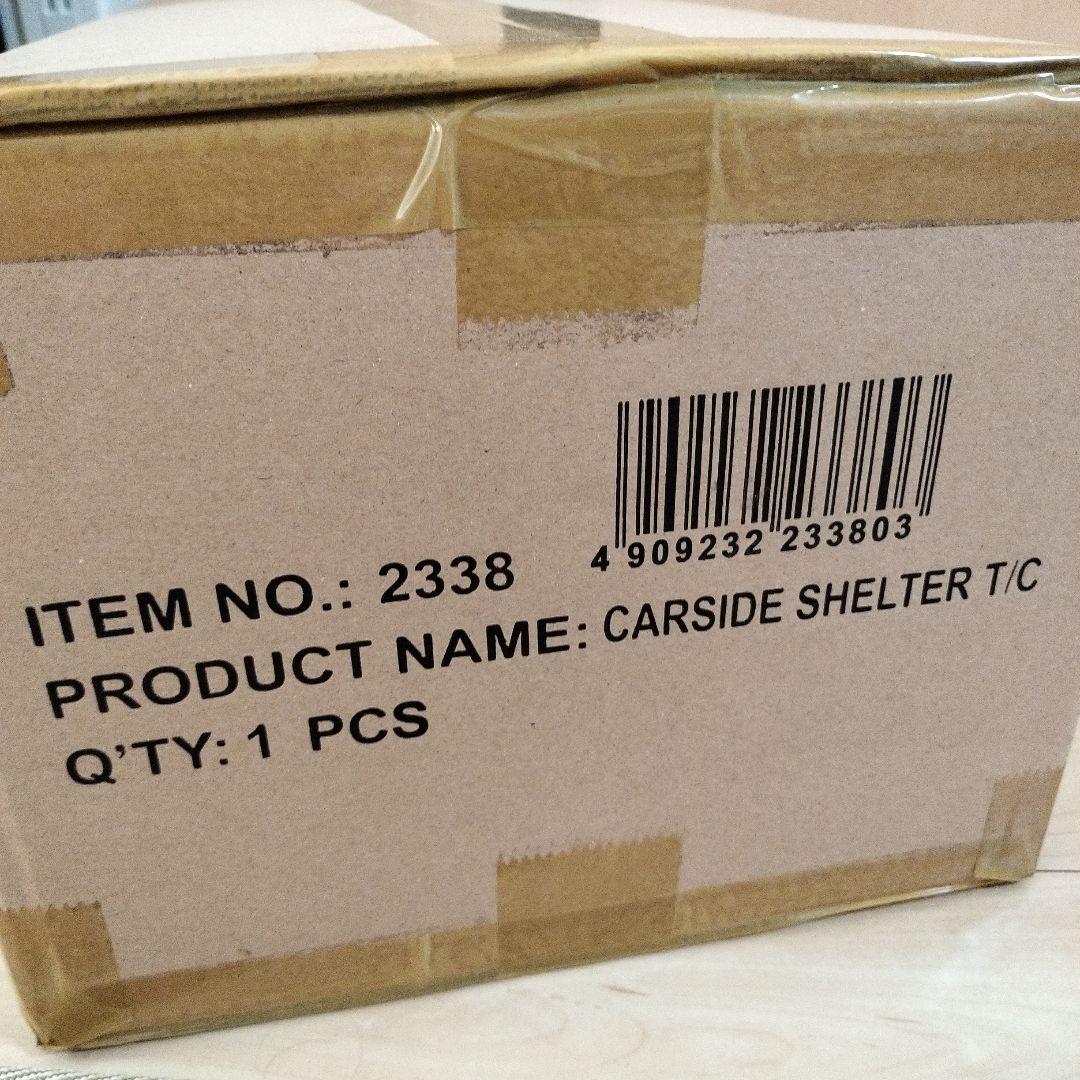 4 909232 233803
ITEM NO.: 2338
PRODUCT NAME: CARSIDE SHELTER T/C
Q'TY: 1 PCS